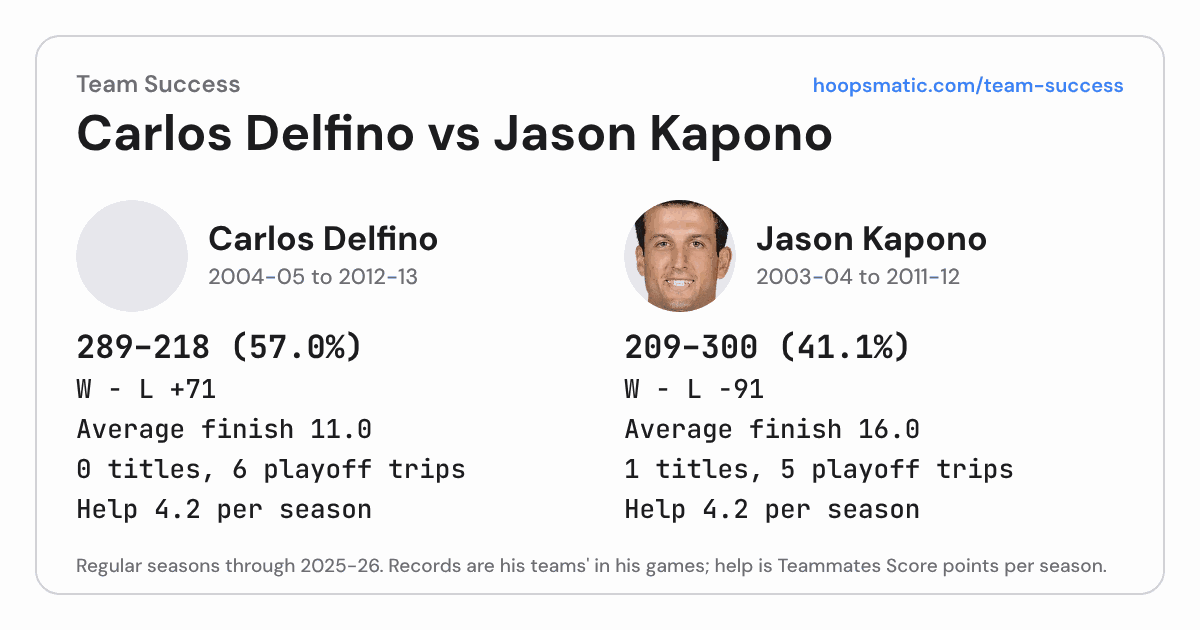 Team Success
hoopsmatic.com/team-success
Carlos Delfino vs Jason Kapono
Carlos Delfino
2004-05 to 2012-13
289-218 (57.0%)
W - L +71
Average finish 11.0
0 titles, 6 playoff trips
Help 4.2 per season
Jason Kapono
2003-04 to 2011-12
209-300 (41.1%)
W - L -91
Average finish 16.0
1 titles, 5 playoff trips
Help 4.2 per season
Regular seasons through 2025-26. Records are his teams' in his games; help is Teammates Score points per season.